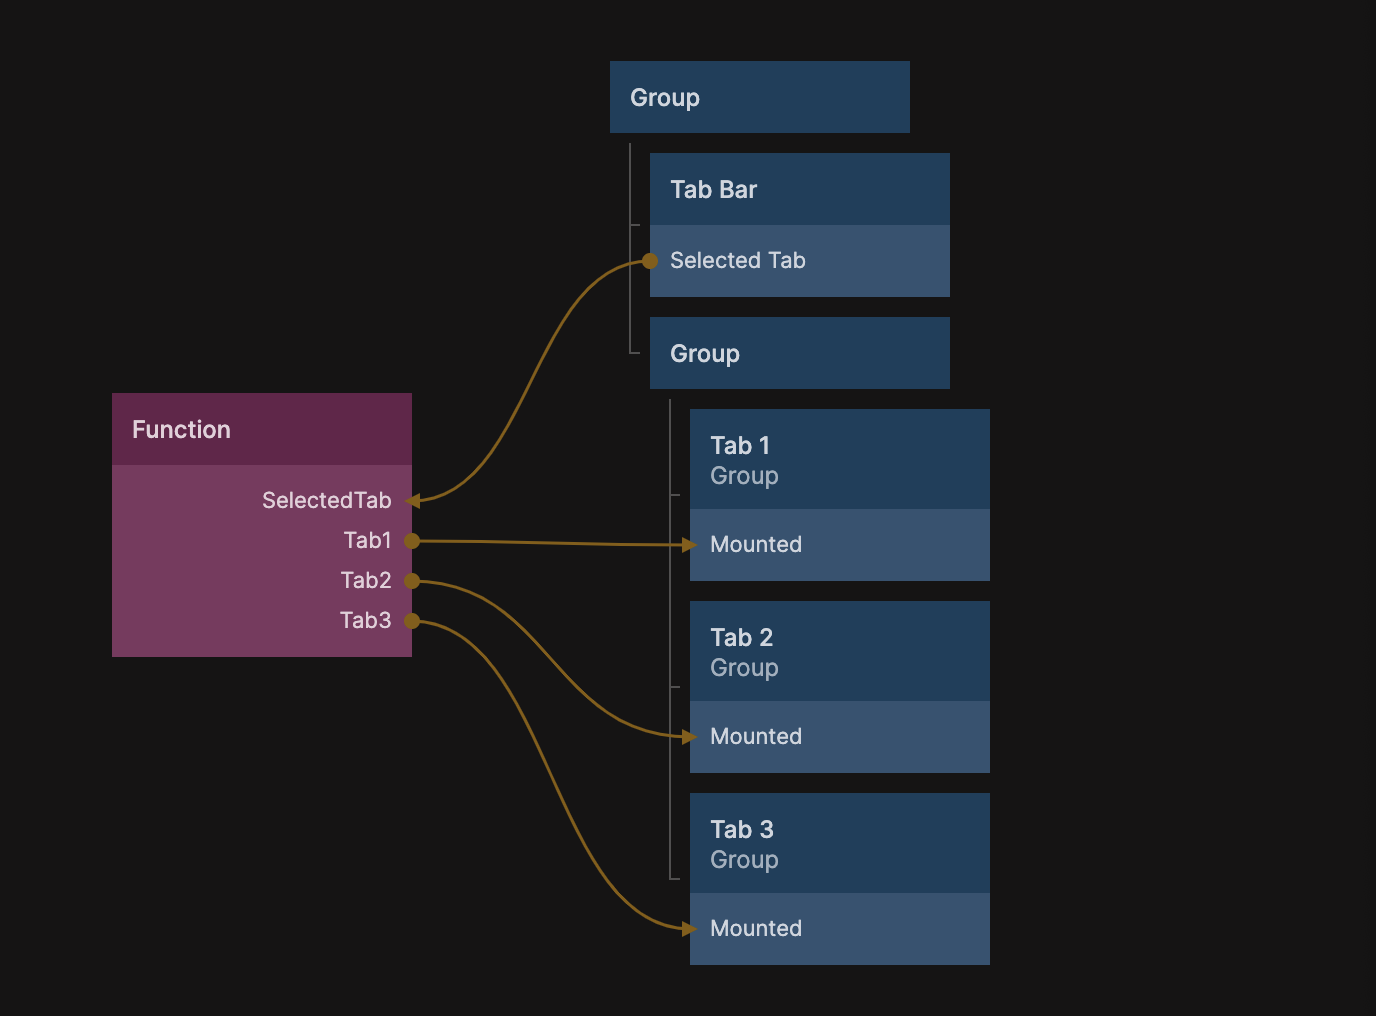 Group
Tab Bar
Selected Tab
Group
Function
SelectedTab
Tab1
Tab2
Tab3
Tab 1
Group
Mounted
Tab 2
Group
Mounted
Tab 3
Group
Mounted